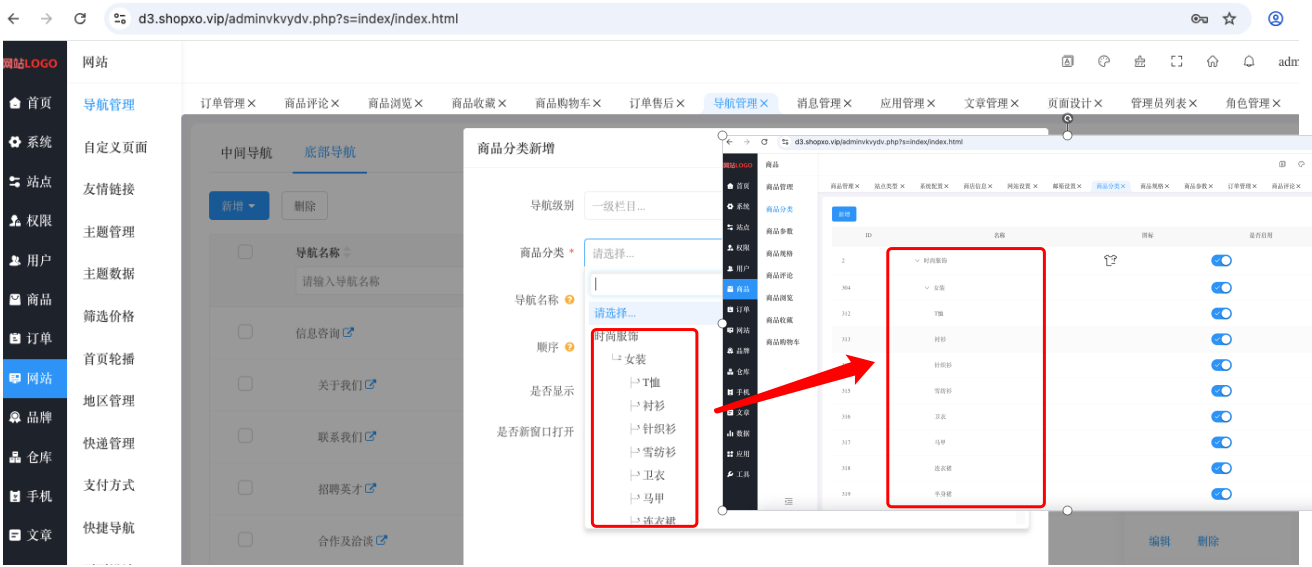 d3.shopxo.vip/adminvkvydv.php?s=index/index.html
网站LOGO
网站
adm
首页
系统
站点
权限
用户
商品
订单
网站
品牌
仓库
手机
文章
导航管理
自定义页面
友情链接
主题管理
主题数据
筛选价格
首页轮播
地区管理
快递管理
支付方式
快捷导航
订单管理 × 商品评论 × 商品浏览 × 商品收藏 × 商品购物车 × 订单售后 × 导航管理 × 消息管理 × 应用管理 × 文章管理 × 页面设计 × 管理员列表 × 角色管理 ×
中间导航 底部导航
新增 删除
导航名称
请输入导航名称
信息咨询
关于我们
联系我们
招聘英才
合作及洽谈
编辑 删除
商品分类新增
导航级别 一级栏目...
商品分类 * 请选择...
导航名称
顺序
是否显示
是否新窗口打开
请选择...
时尚服饰
女装
T恤
衬衫
针织衫
雪纺衫
卫衣
马甲
连衣裙
d3.shopxo.vip/adminvkvydv.php?s=index/index.html
网站LOGO
商品
首页
系统
站点
权限
用户
商品
订单
网站
品牌
仓库
手机
文章
数据
应用
工具
商品管理
商品分类
商品参数
商品规格
商品评论
商品浏览
商品收藏
商品购物车
商品管理 × 站点类型 × 系统配置 × 商店信息 × 网站设置 × 邮箱设置 × 商品分类 × 商品规格 × 商品参数 × 订单管理 × 商品评论 ×
新增
ID 名称 图标 是否启用
2 时尚服饰
304 女装
312 T恤
313 衬衫
针织衫
315 雪纺衫
316 卫衣
317 马甲
318 连衣裙
319 半身裙